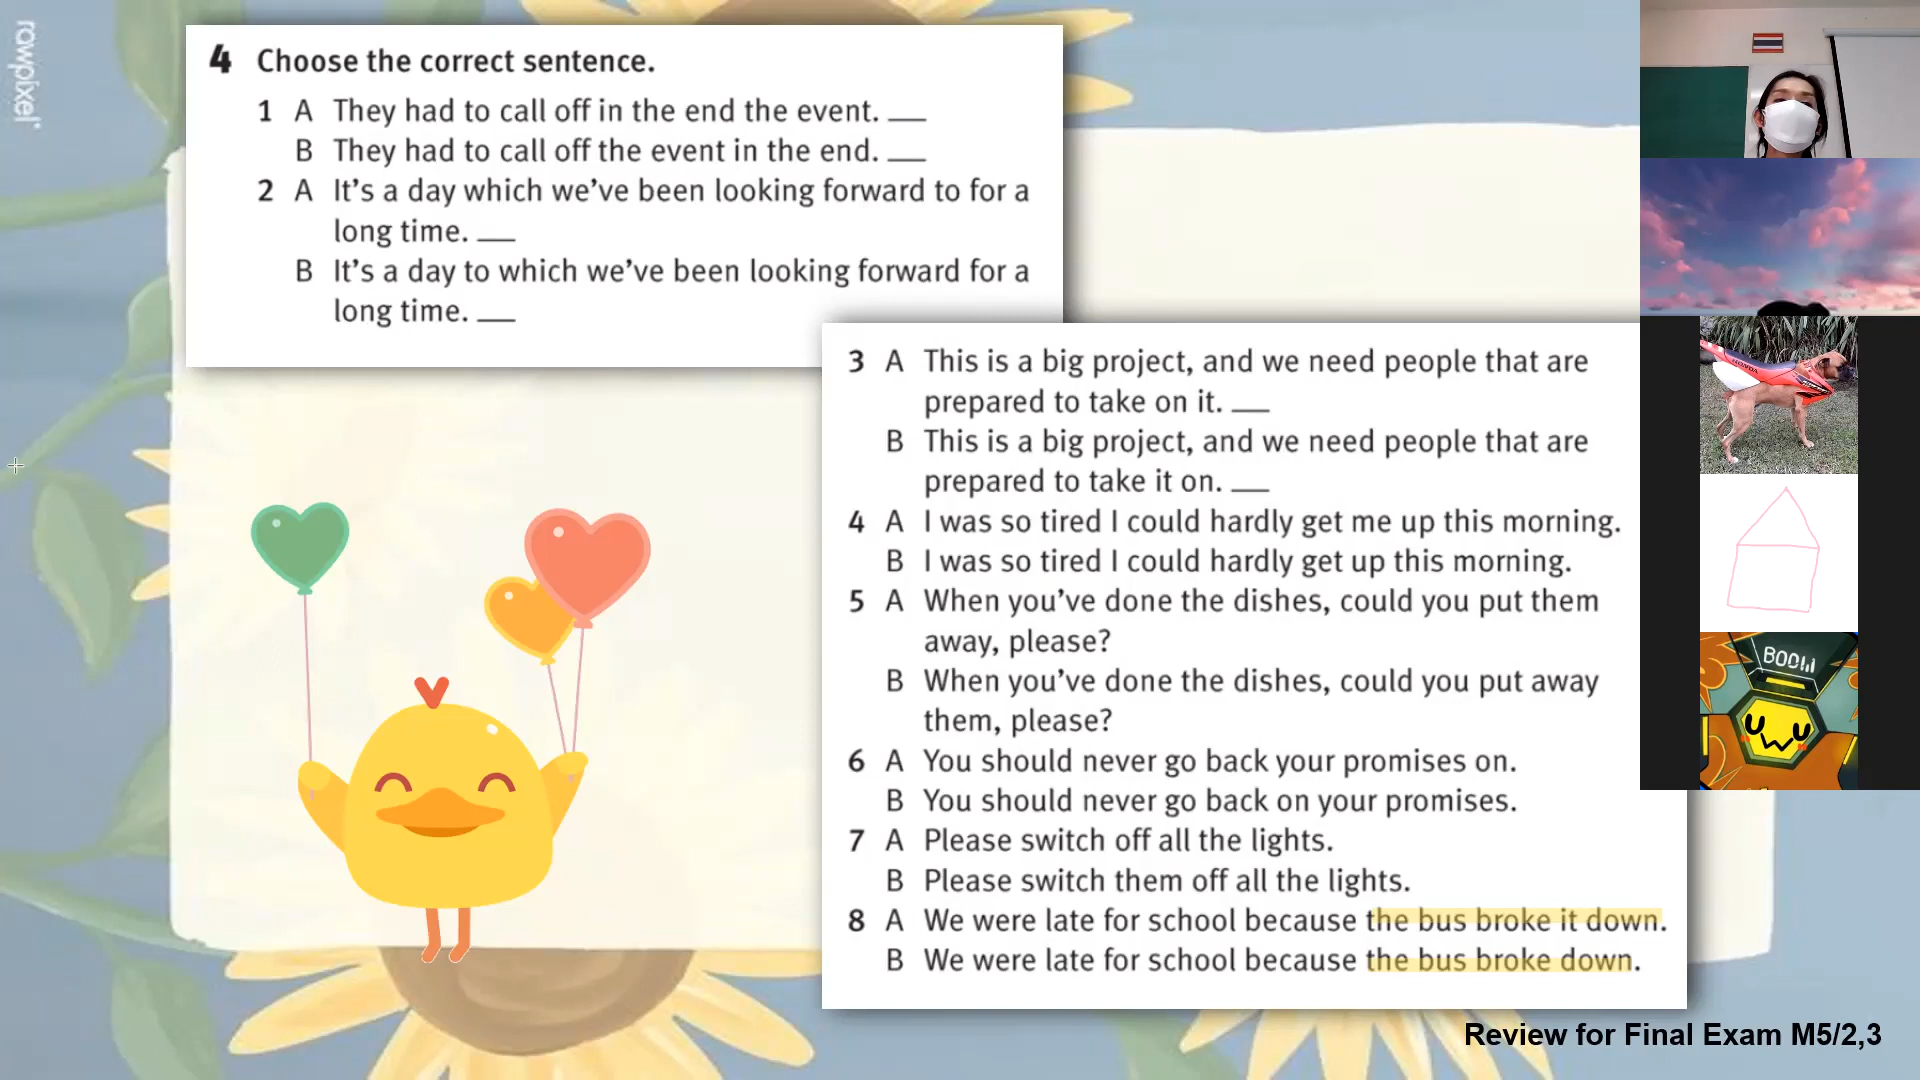 rawpixel
4 Choose the correct sentence.
1 A They had to call off in the end the event. ___
B They had to call off the event in the end. ___
2 A It's a day which we've been looking forward to for a
long time. ___
B It's a day to which we've been looking forward for a
long time. ___
3 A This is a big project, and we need people that are
prepared to take on it. ___
B This is a big project, and we need people that are
prepared to take it on. ___
4 A I was so tired I could hardly get me up this morning.
B I was so tired I could hardly get up this morning.
5 A When you've done the dishes, could you put them
away, please?
B When you've done the dishes, could you put away
them, please?
6 A You should never go back your promises on.
B You should never go back on your promises.
7 A Please switch off all the lights.
B Please switch them off all the lights.
8 A We were late for school because the bus broke it down.
B We were late for school because the bus broke down.
HONDA
BOOM
UwU
Review for Final Exam M5/2,3